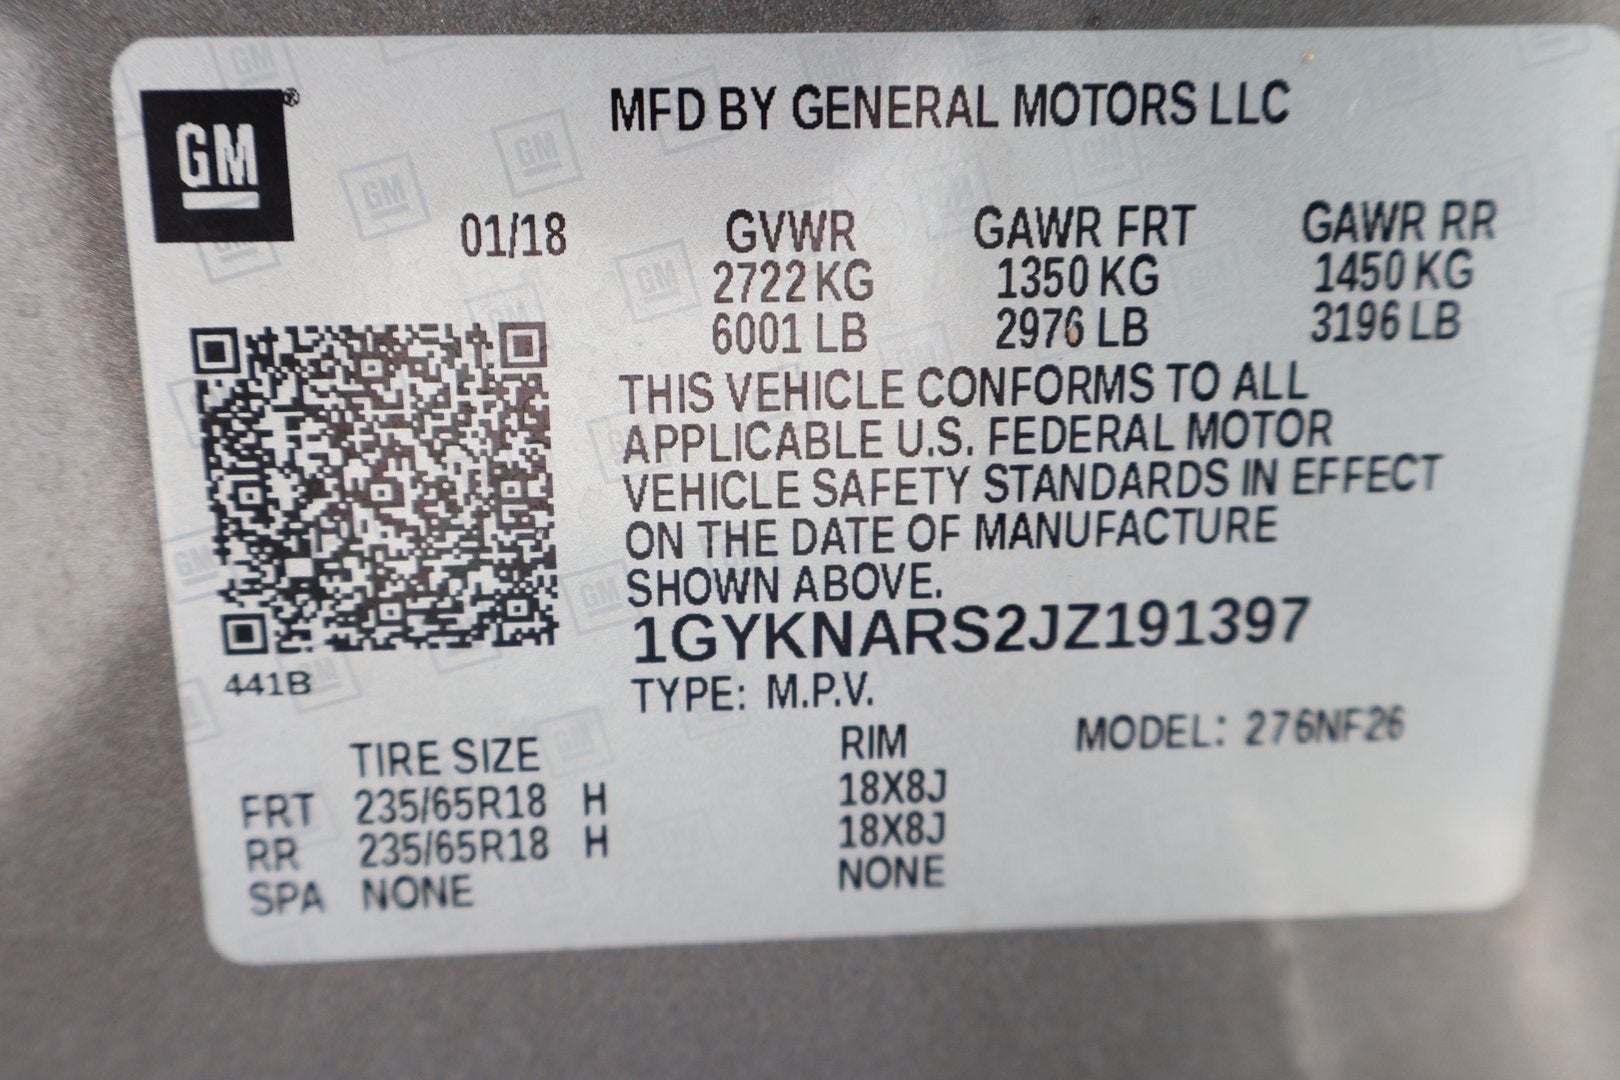 GM®
MFD BY GENERAL MOTORS LLC
01/18 GVWR GAWR FRT GAWR RR
2722 KG 1350 KG 1450 KG
6001 LB 2976 LB 3196 LB
THIS VEHICLE CONFORMS TO ALL
APPLICABLE U.S. FEDERAL MOTOR
VEHICLE SAFETY STANDARDS IN EFFECT
ON THE DATE OF MANUFACTURE
SHOWN ABOVE.
1GYKNARS2JZ191397
441B
TYPE: M.P.V.
TIRE SIZE RIM MODEL: 276NF26
FRT 235/65R18 H 18X8J
RR 235/65R18 H 18X8J
SPA NONE NONE